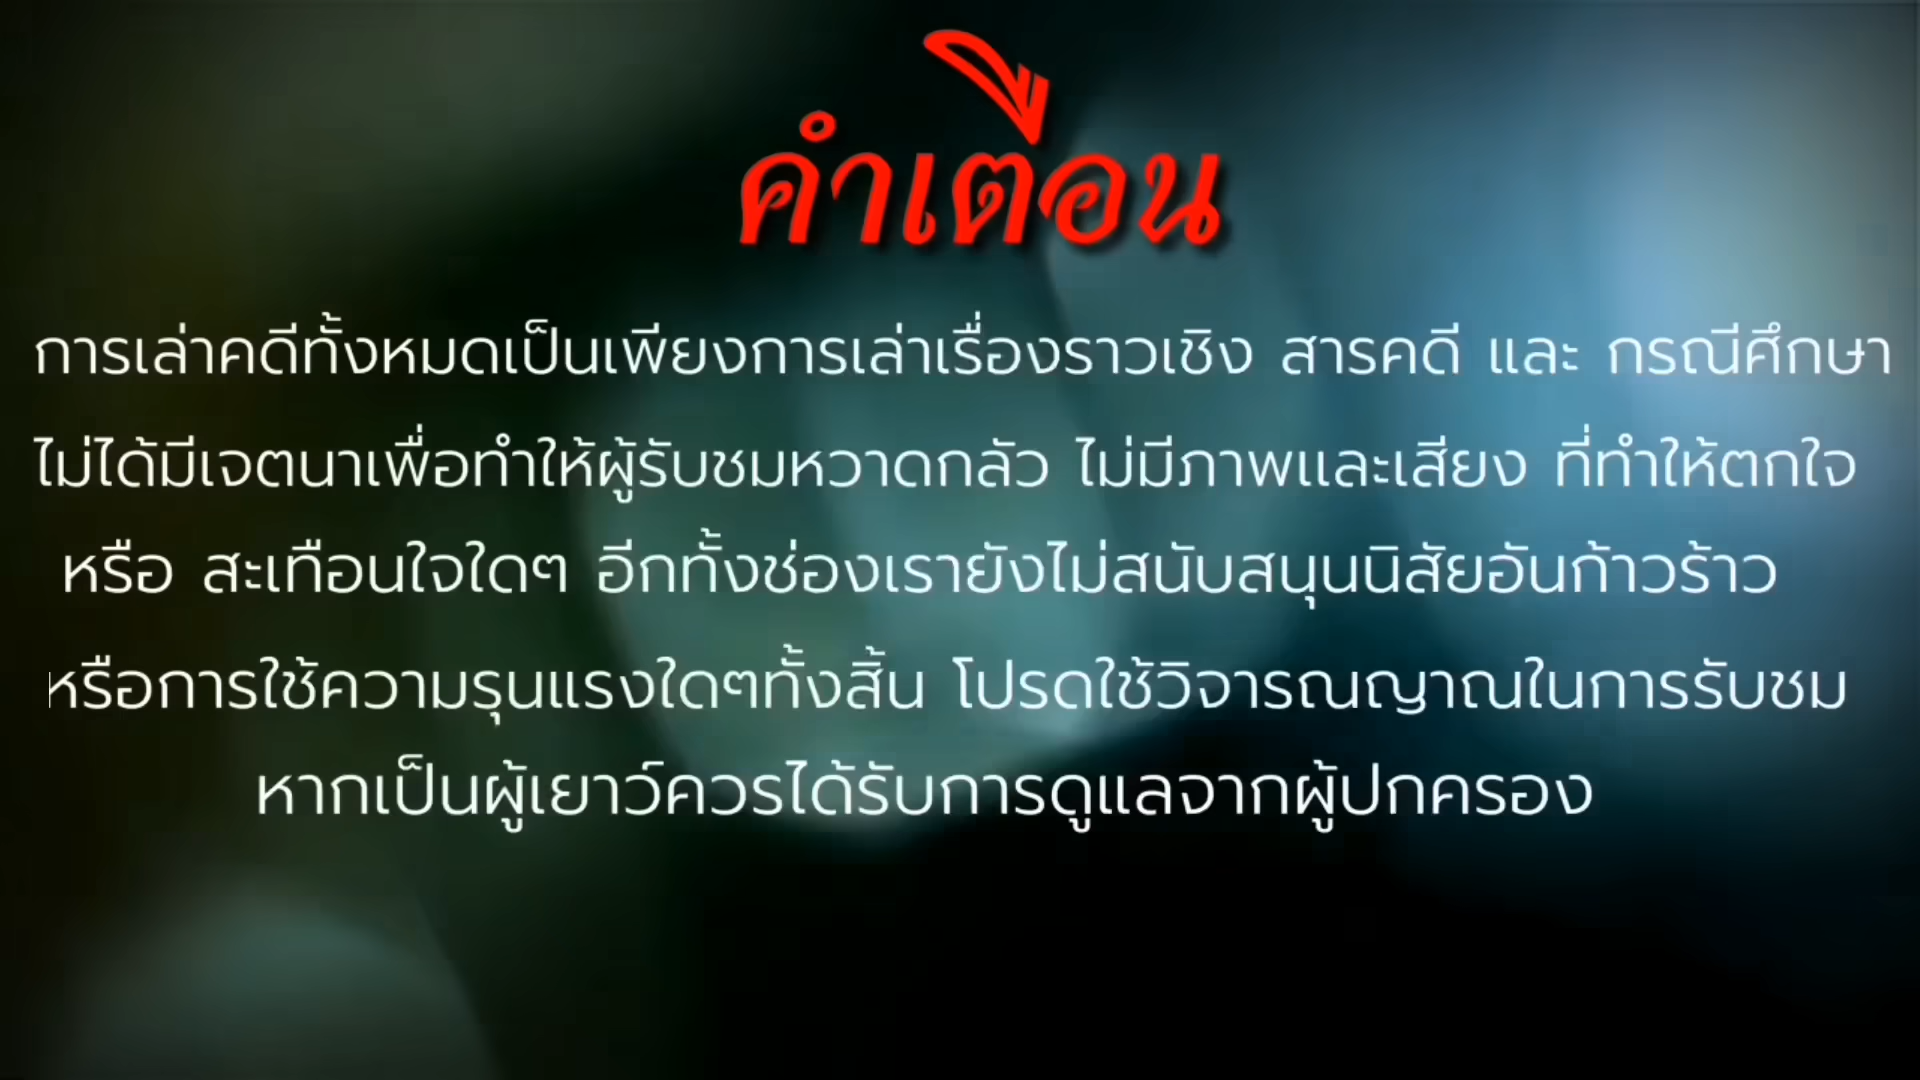 คำเตือน
การเล่าคดีทั้งหมดเป็นเพียงการเล่าเรื่องราวเชิง สารคดี และ กรณีศึกษา
ไม่ได้มีเจตนาเพื่อทำให้ผู้รับชมหวาดกลัว ไม่มีภาพและเสียง ที่ทำให้ตกใจ
หรือ สะเทือนใจใดๆ อีกทั้งช่องเรายังไม่สนับสนุนนิสัยอันก้าวร้าว
หรือการใช้ความรุนแรงใดๆทั้งสิ้น โปรดใช้วิจารณญาณในการรับชม
หากเป็นผู้เยาว์ควรได้รับการดูแลจากผู้ปกครอง